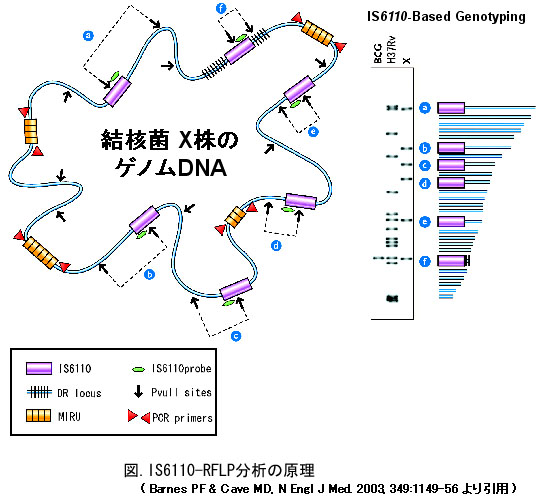 IS6110-Based Genotyping
BCG
H37Rv
X
a
f
e
d
b
c
結核菌 X株の
ゲノムDNA
a
b
c
d
e
f
IS6110
IS6110probe
DR locus
PvuII sites
MIRU
PCR primers
図.IS6110-RFLP分析の原理
( Barnes PF & Cave MD, N Engl J Med. 2003, 349:1149-56 より引用 )